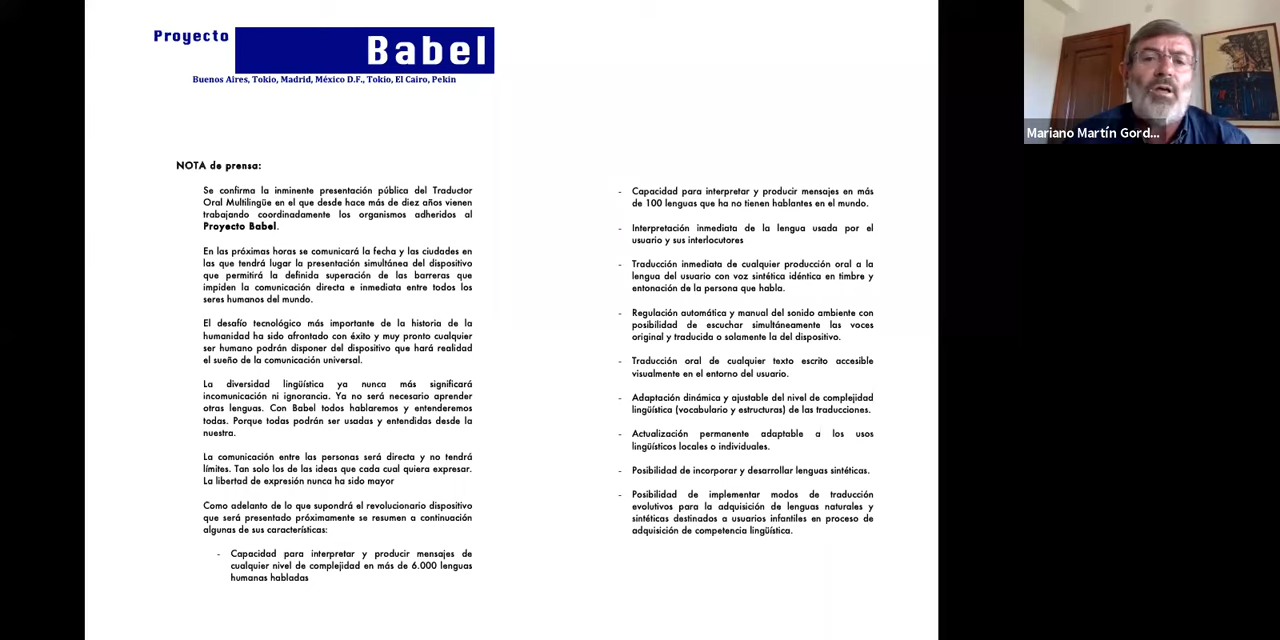 Proyecto
Babel
Buenos Aires, Tokio, Madrid, México D.F., Tokio, El Cairo, Pekin
NOTA de prensa:
Se confirma la inminente presentación pública del Traductor
Oral Multilingüe en el que desde hace más de diez años vienen
trabajando coordinadamente los organismos adheridos al
Proyecto Babel.
En las próximas horas se comunicará la fecha y las ciudades en
las que tendrá lugar la presentación simultánea del dispositivo
que permitirá la definida superación de las barreras que
impiden la comunicación directa e inmediata entre todos los
seres humanos del mundo.
El desafío tecnológico más importante de la historia de la
humanidad ha sido afrontado con éxito y muy pronto cualquier
ser humano podrán disponer del dispositivo que hará realidad
el sueño de la comunicación universal.
La diversidad lingüística ya nunca más significará
incomunicación ni ignorancia. Ya no será necesario aprender
otras lenguas. Con Babel todos hablaremos y entenderemos
todas. Porque todas podrán ser usadas y entendidas desde la
nuestra.
La comunicación entre las personas será directa y no tendrá
límites. Tan solo los de las ideas que cada cual quiera expresar.
La libertad de expresión nunca ha sido mayor
Como adelanto de lo que supondrá el revolucionario dispositivo
que será presentado próximamente se resumen a continuación
algunas de sus características:
- Capacidad para interpretar y producir mensajes de
cualquier nivel de complejidad en más de 6.000 lenguas
humanas habladas
- Capacidad para interpretar y producir mensajes en más
de 100 lenguas que ha no tienen hablantes en el mundo.
- Interpretación inmediata de la lengua usada por el
usuario y sus interlocutores
- Traducción inmediata de cualquier producción oral a la
lengua del usuario con voz sintética idéntica en timbre y
entonación de la persona que habla.
- Regulación automática y manual del sonido ambiente con
posibilidad de escuchar simultáneamente las voces
original y traducida o solamente la del dispositivo.
- Traducción oral de cualquier texto escrito accesible
visualmente en el entorno del usuario.
- Adaptación dinámica y ajustable del nivel de complejidad
lingüística (vocabulario y estructuras) de las traducciones.
- Actualización permanente adaptable a los usos
lingüísticos locales o individuales.
- Posibilidad de incorporar y desarrollar lenguas sintéticas.
- Posibilidad de implementar modos de traducción
evolutivos para la adquisición de lenguas naturales y
sintéticas destinados a usuarios infantiles en proceso de
adquisición de competencia lingüística.
Mariano Martín Gord...